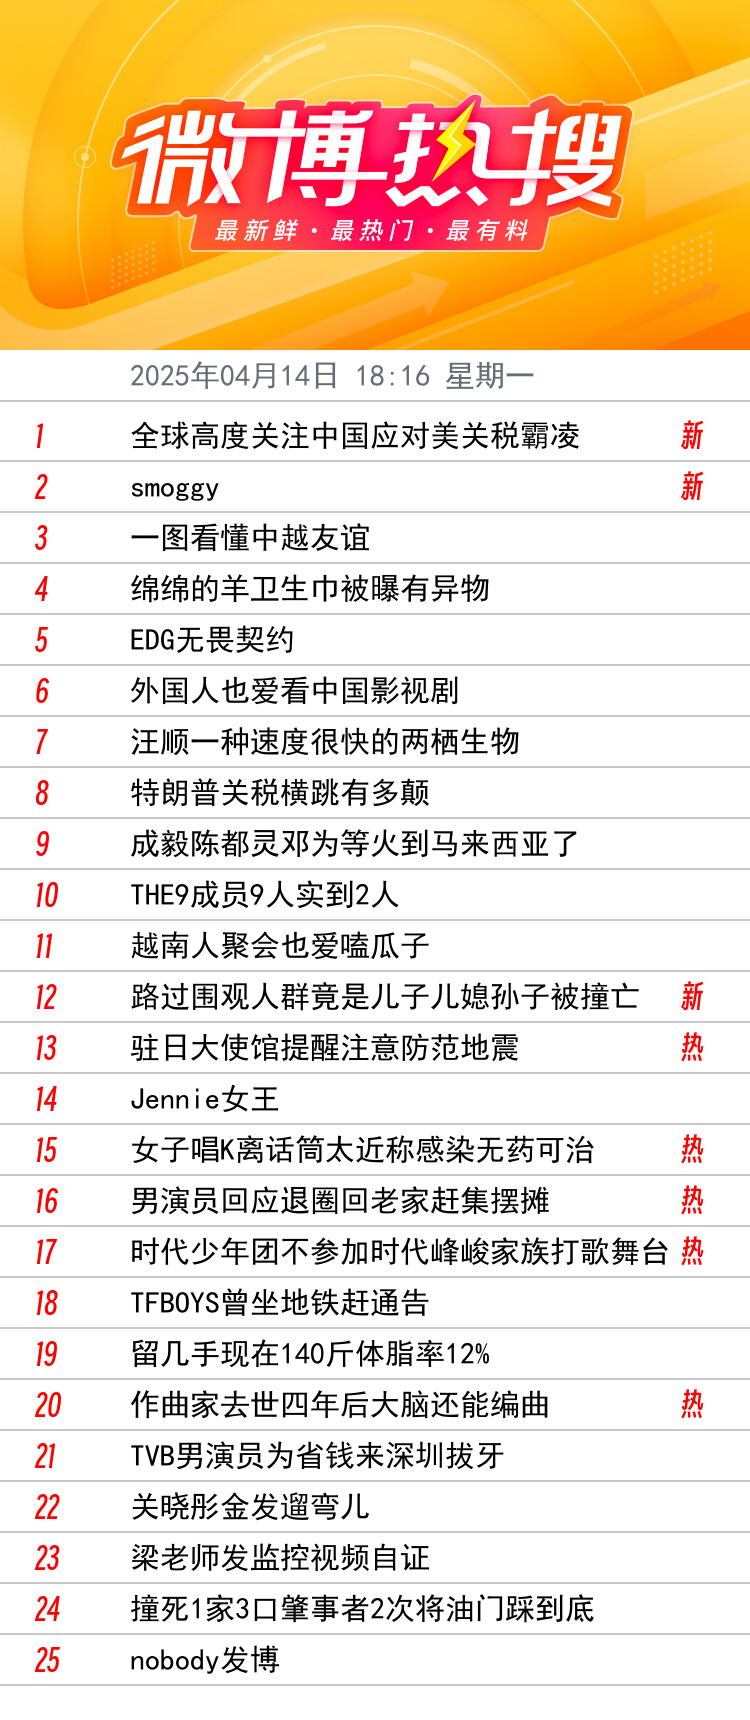 微博热搜
最新鲜·最热门·最有料
2025年04月14日 18:16 星期一
1 全球高度关注中国应对美关税霸凌 新
2 smoggy 新
3 一图看懂中越友谊
4 绵绵的羊卫生巾被曝有异物
5 EDG无畏契约
6 外国人也爱看中国影视剧
7 汪顺一种速度很快的两栖生物
8 特朗普关税横跳有多颠
9 成毅陈都灵邓为等火到马来西亚了
10 THE9成员9人实到2人
11 越南人聚会也爱嗑瓜子
12 路过围观人群竟是儿子儿媳孙子被撞亡 新
13 驻日大使馆提醒注意防范地震 热
14 Jennie女王
15 女子唱K离话筒太近称感染无药可治 热
16 男演员回应退圈回老家赶集摆摊 热
17 时代少年团不参加时代峰峻家族打歌舞台 热
18 TFBOYS曾坐地铁赶通告
19 留几手现在140斤体脂率12%
20 作曲家去世四年后大脑还能编曲 热
21 TVB男演员为省钱来深圳拔牙
22 关晓彤金发遛弯儿
23 梁老师发监控视频自证
24 撞死1家3口肇事者2次将油门踩到底
25 nobody发博